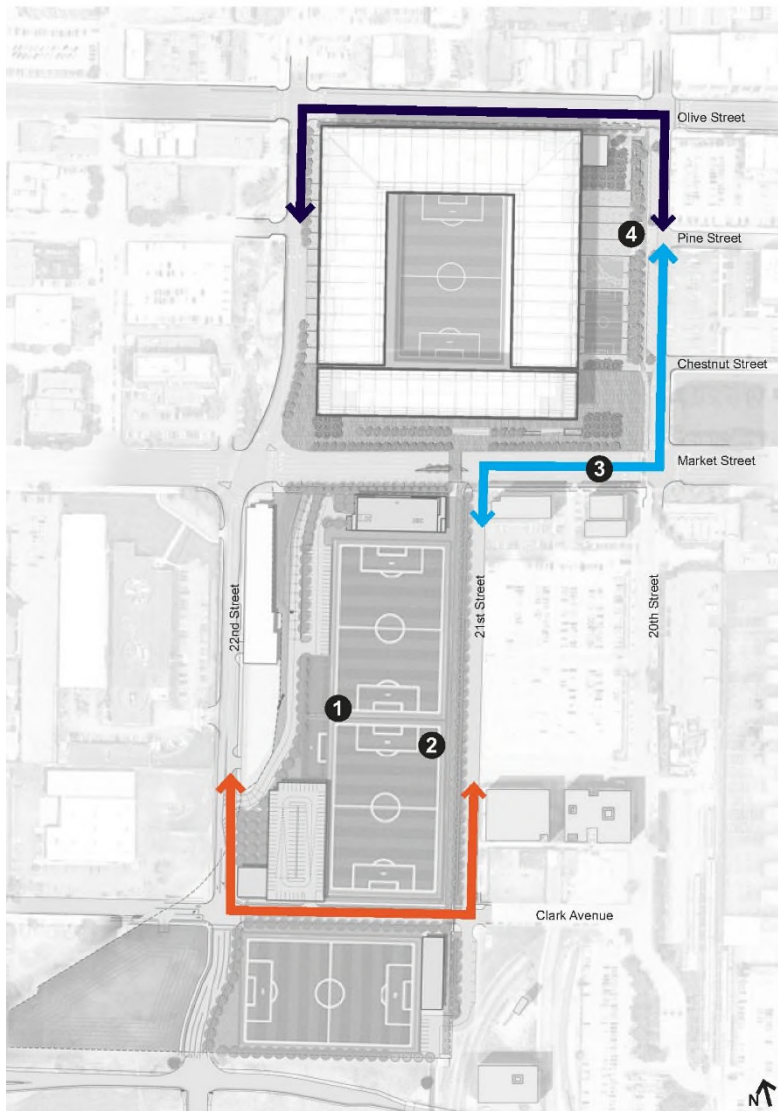 Olive Street
4
Pine Street
Chestnut Street
Market Street
3
22nd Street
21st Street
20th Street
1
2
Clark Avenue
N